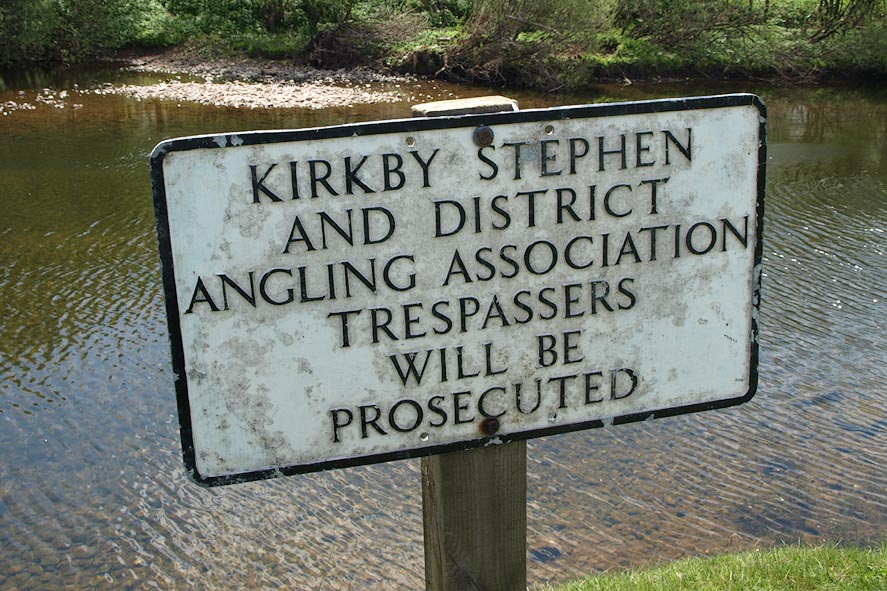 KIRKBY STEPHEN
AND DISTRICT
ANGLING ASSOCIATION
TRESPASSERS
WILL BE
PROSECUTED